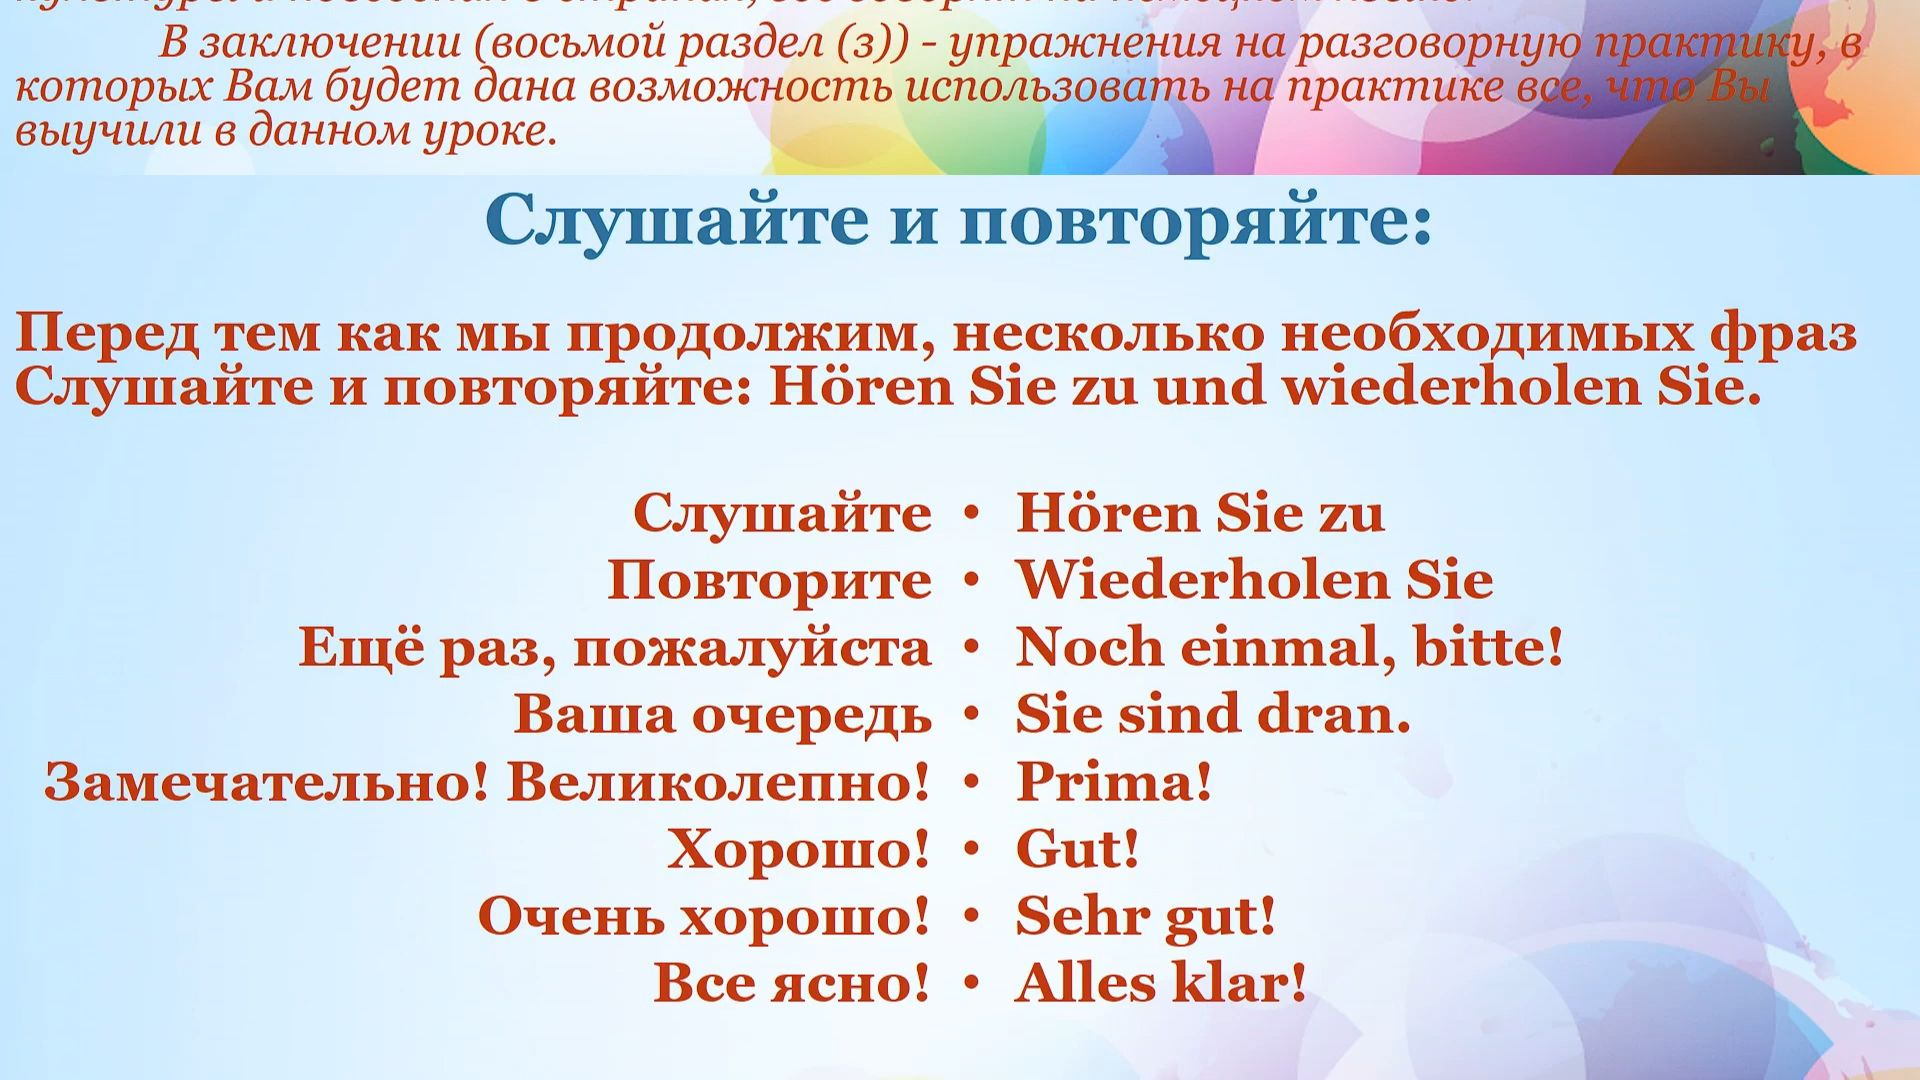 В заключении (восьмой раздел (з)) - упражнения на разговорную практику, в
которых Вам будет дана возможность использовать на практике все, что Вы
выучили в данном уроке.
Слушайте и повторяйте:
Перед тем как мы продолжим, несколько необходимых фраз
Слушайте и повторяйте: Hören Sie zu und wiederholen Sie.
Слушайте • Hören Sie zu
Повторите • Wiederholen Sie
Ещё раз, пожалуйста • Noch einmal, bitte!
Ваша очередь • Sie sind dran.
Замечательно! Великолепно! • Prima!
Хорошо! • Gut!
Очень хорошо! • Sehr gut!
Все ясно! • Alles klar!